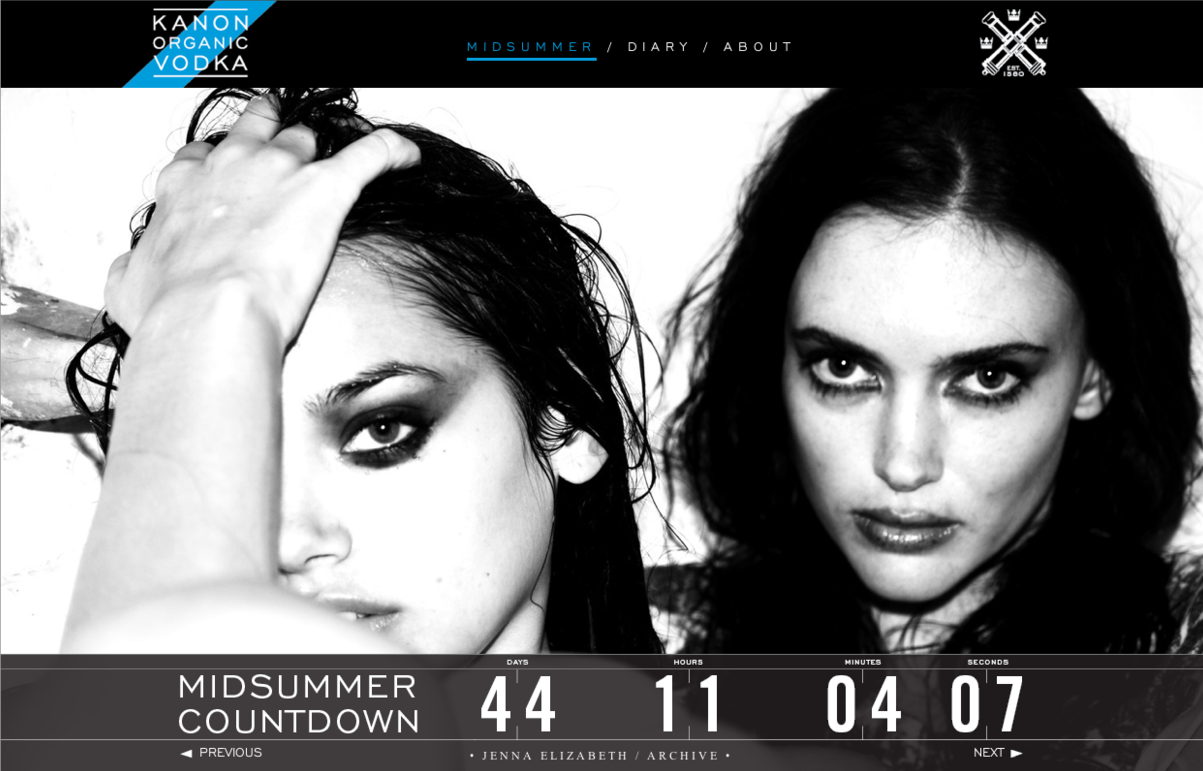 KANON
ORGANIC
VODKA
MIDSUMMER / DIARY / ABOUT
EST.
1580
DAYS HOURS MINUTES SECONDS
MIDSUMMER
COUNTDOWN
44 11 04 07
◄ PREVIOUS
• JENNA ELIZABETH / ARCHIVE •
NEXT ►